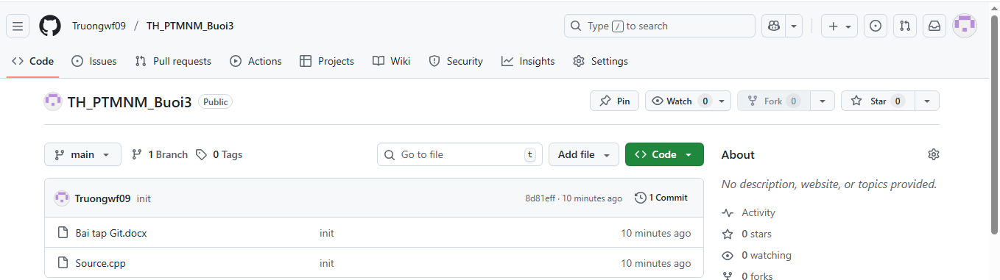 Truongwf09 / TH_PTMNM_Buoi3 Type / to search
Code Issues Pull requests Actions Projects Wiki Security Insights Settings
TH_PTMNM_Buoi3 Public Pin Watch 0 Fork 0 Star 0
main 1 Branch 0 Tags Go to file t Add file Code
About
No description, website, or topics provided.
Truongwf09 init 8d81eff · 10 minutes ago 1 Commit
Bai tap Git.docx init 10 minutes ago
Source.cpp init 10 minutes ago
Activity
0 stars
0 watching
0 forks